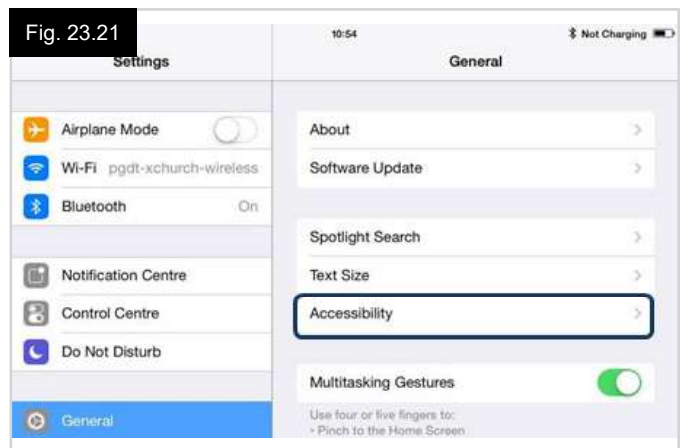 Fig. 23.21
10:54
Not Charging
Settings
General
Airplane Mode
Wi-Fi pgdt-xchurch-wireless
Bluetooth On
Notification Centre
Control Centre
Do Not Disturb
General
About
Software Update
Spotlight Search
Text Size
Accessibility
Multitasking Gestures
Use four or five fingers to:
• Pinch to the Home Screen